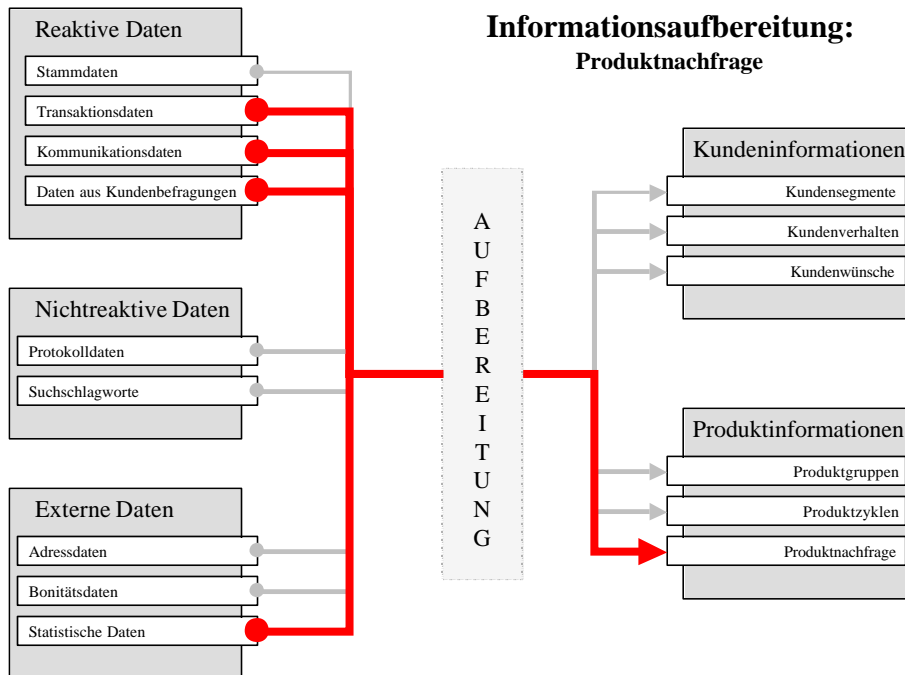 Informationsaufbereitung:
Produktnachfrage
Reaktive Daten
Stammdaten
Transaktionsdaten
Kommunikationsdaten
Daten aus Kundenbefragungen
Nichtreaktive Daten
Protokolldaten
Suchschlagworte
Externe Daten
Adressdaten
Bonitätsdaten
Statistische Daten
A
U
F
B
E
R
E
I
T
U
N
G
Kundeninformationen
Kundensegmente
Kundenverhalten
Kundenwünsche
Produktinformationen
Produktgruppen
Produktzyklen
Produktnachfrage